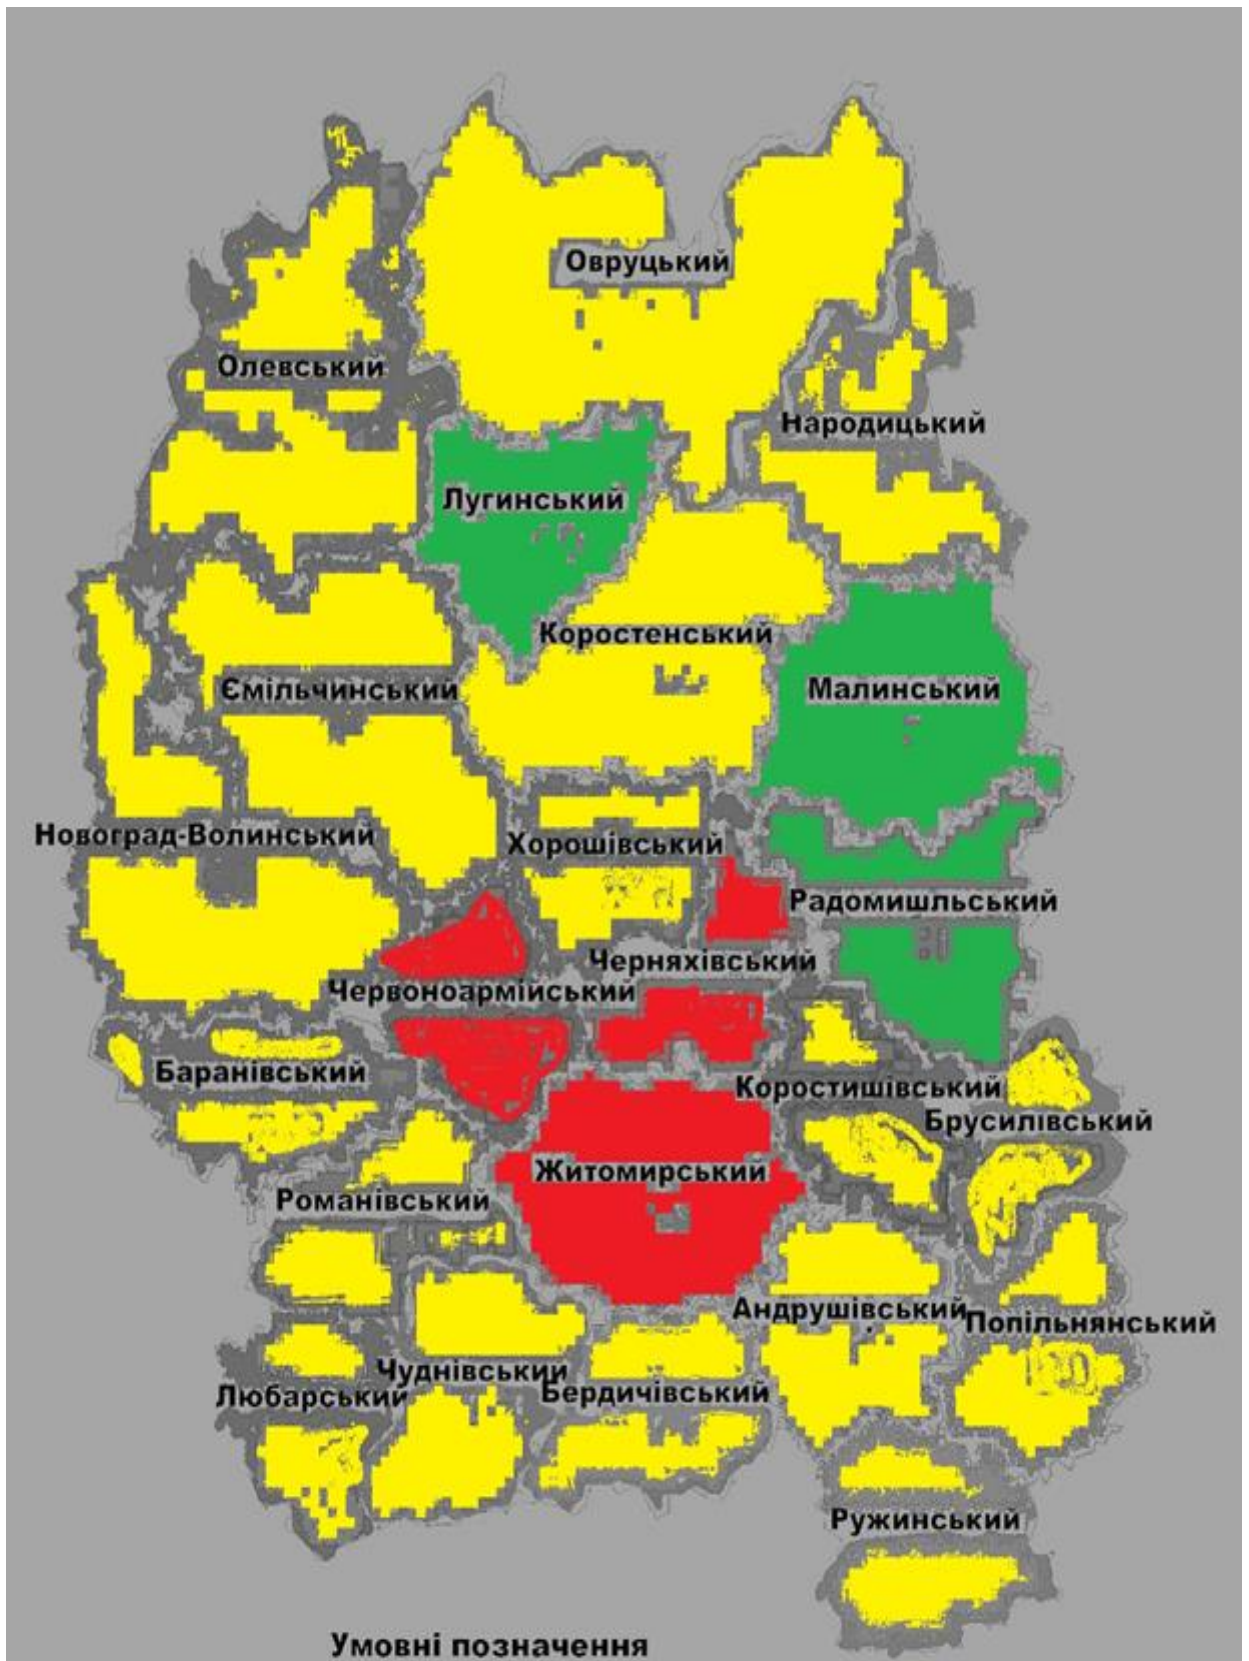 Овруцький
Олевський
Народицький
Лугинський
Коростенський
Ємільчинський
Малинський
Новоград-Волинський
Хорошівський
Радомишльський
Черняхівський
Червоноармійський
Баранівський
Коростишівський
Брусилівський
Житомирський
Романівський
Андрушівський
Попільнянський
Чуднівський
Бердичівський
Любарський
Ружинський
Умовні позначення